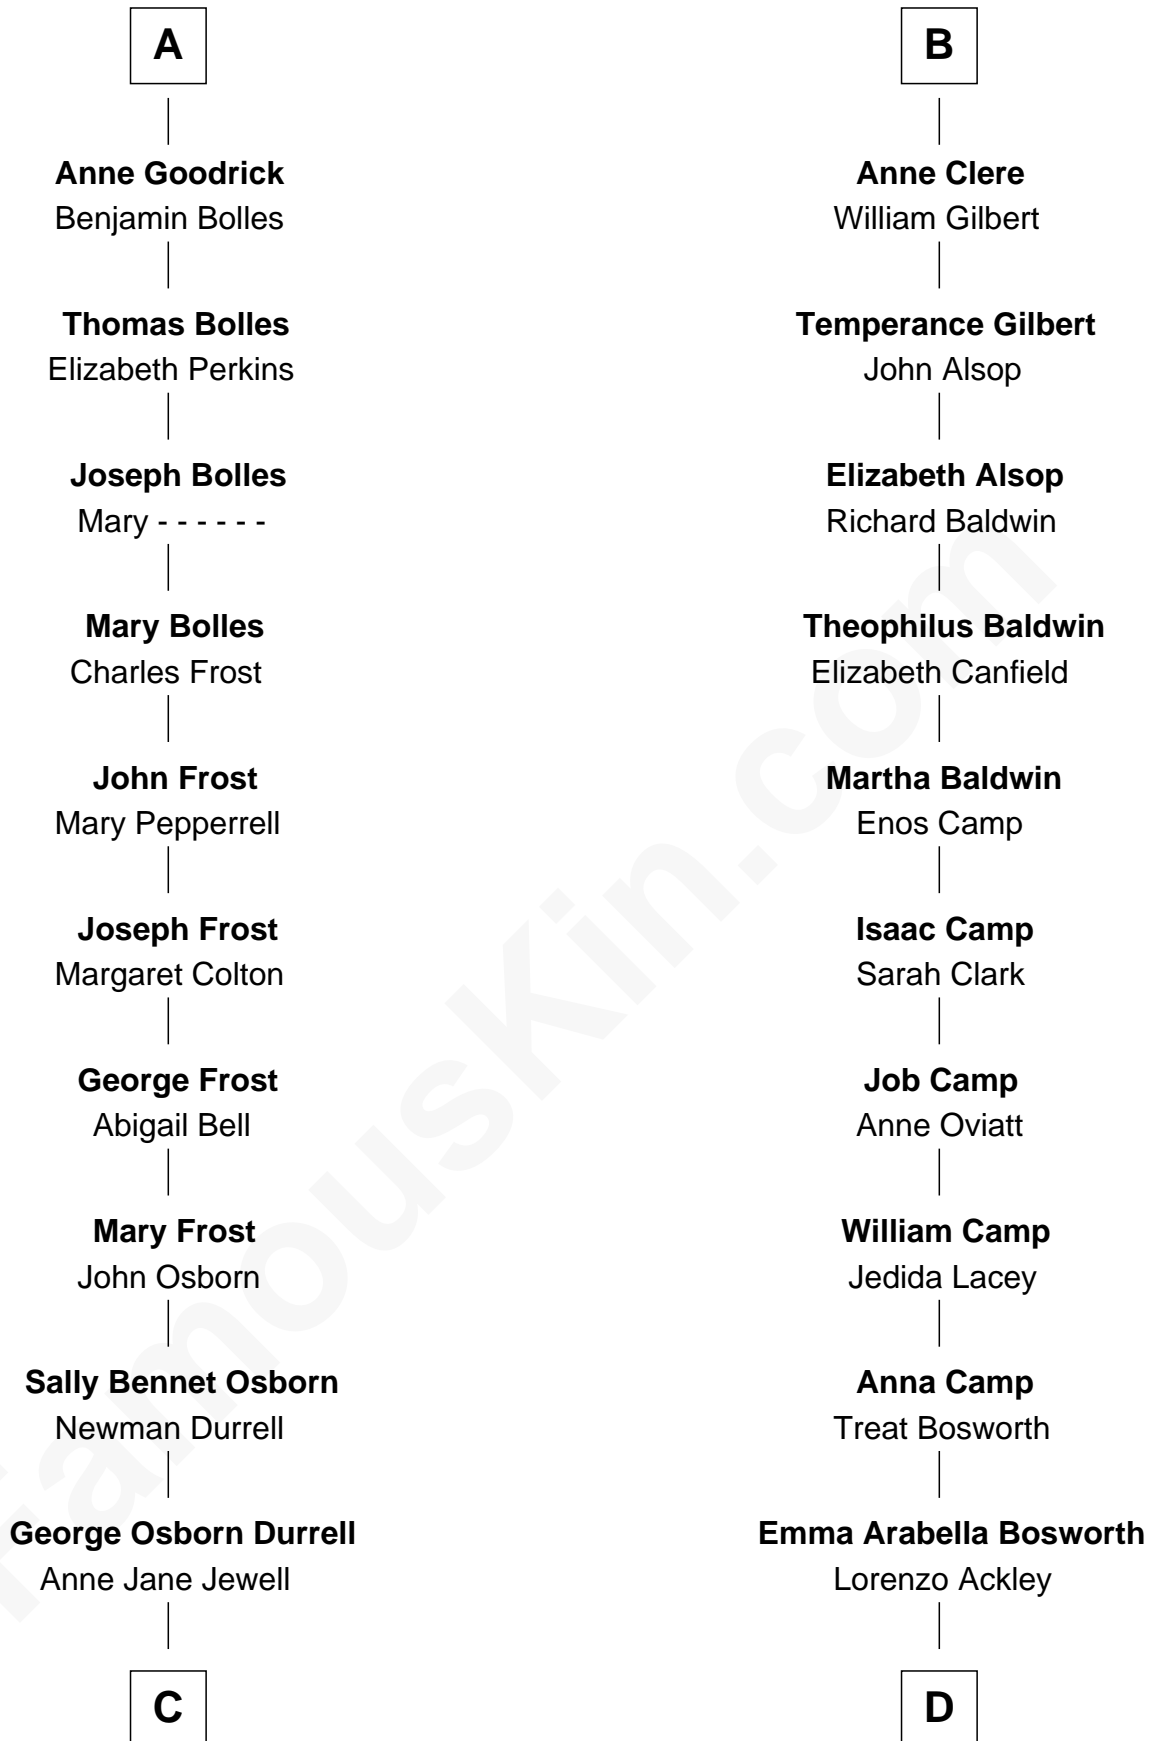 A
Anne Goodrick
Benjamin Bolles
Thomas Bolles
Elizabeth Perkins
Joseph Bolles
Mary - - - - - -
Mary Bolles
Charles Frost
John Frost
Mary Pepperrell
Joseph Frost
Margaret Colton
George Frost
Abigail Bell
Mary Frost
John Osborn
Sally Bennet Osborn
Newman Durrell
George Osborn Durrell
Anne Jane Jewell
C
B
Anne Clere
William Gilbert
Temperance Gilbert
John Alsop
Elizabeth Alsop
Richard Baldwin
Theophilus Baldwin
Elizabeth Canfield
Martha Baldwin
Enos Camp
Isaac Camp
Sarah Clark
Job Camp
Anne Oviatt
William Camp
Jedida Lacey
Anna Camp
Treat Bosworth
Emma Arabella Bosworth
Lorenzo Ackley
D
FamousKin.com